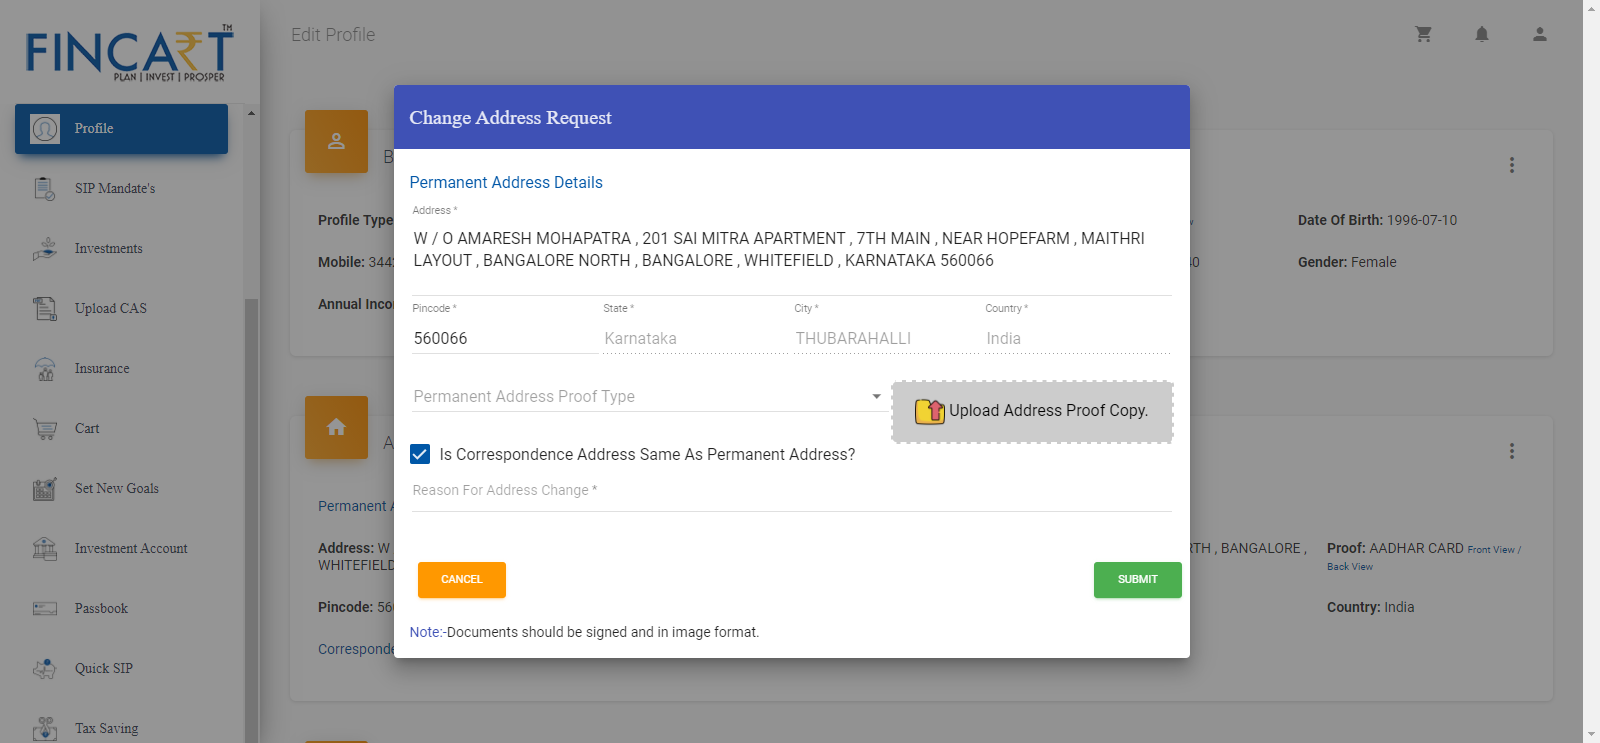 FINCART
TM
PLAN | INVEST | PROSPER
Edit Profile
Profile
SIP Mandate's
Investments
Upload CAS
Insurance
Cart
Set New Goals
Investment Account
Passbook
Quick SIP
Tax Saving
B
Profile Type
Date Of Birth: 1996-07-10
Mobile: 344
40
Gender: Female
Annual Inco
A
Permanent A
Address: W
RTH , BANGALORE ,
WHITEFIELD
Proof: AADHAR CARD Front View /
Back View
Pincode: 56
Country: India
Corresponde
Change Address Request
Permanent Address Details
Address *
W / O AMARESH MOHAPATRA , 201 SAI MITRA APARTMENT , 7TH MAIN , NEAR HOPEFARM , MAITHRI
LAYOUT , BANGALORE NORTH , BANGALORE , WHITEFIELD , KARNATAKA 560066
Pincode * State * City * Country *
560066 Karnataka THUBARAHALLI India
Permanent Address Proof Type
Upload Address Proof Copy.
Is Correspondence Address Same As Permanent Address?
Reason For Address Change *
CANCEL
SUBMIT
Note:-Documents should be signed and in image format.